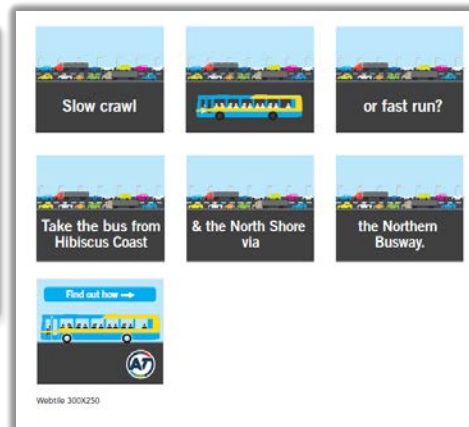 Slow crawl
or fast run?
Take the bus from
Hibiscus Coast
& the North Shore
via
the Northern
Busway.
Find out how →
AT
Webtile 300X250